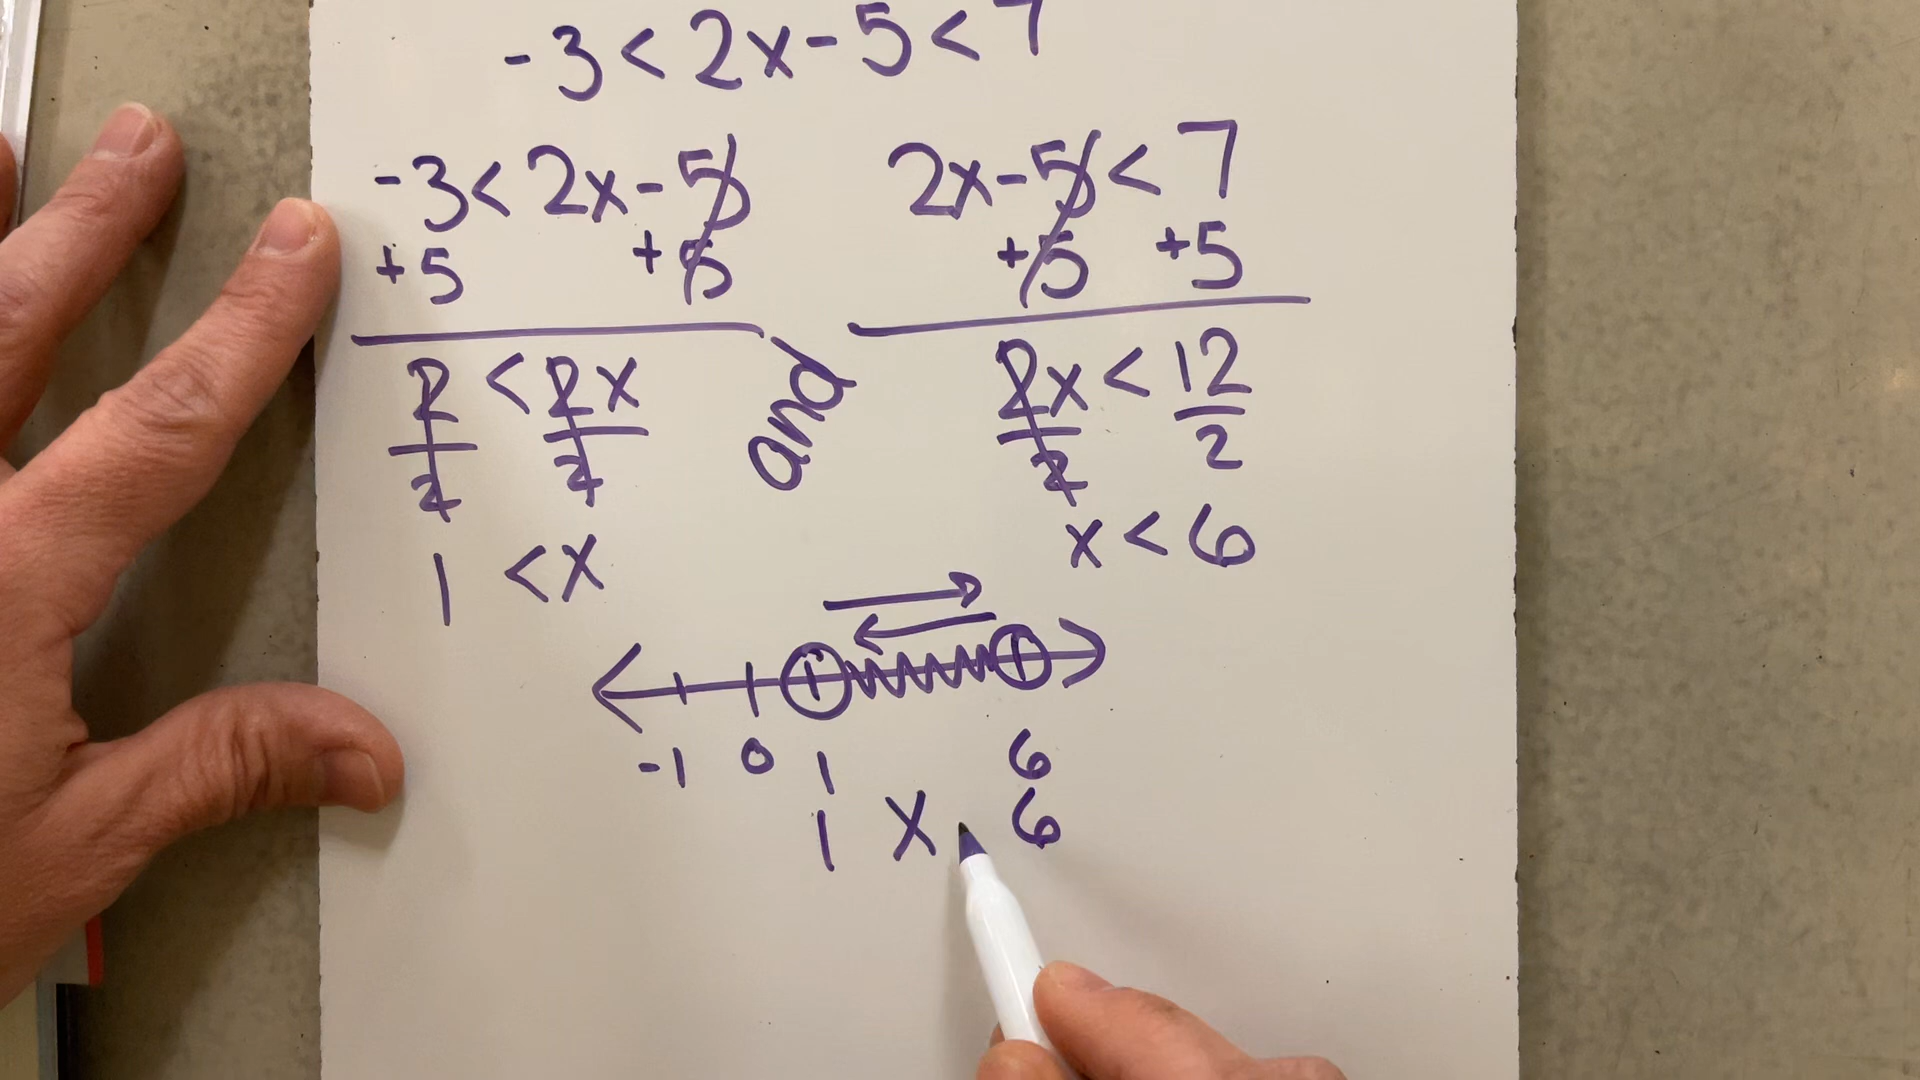 -3 < 2x - 5 < 7
-3 < 2x - 5    2x - 5 < 7
+5    +5    +5    +5
2 < 2x    and    2x < 12
2    2    2    2
1 < x    x < 6
-1 0 1 6
1 x 6